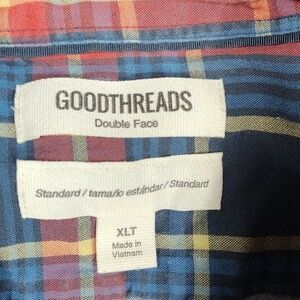 GOODTHREADS
Double Face
Standard / tamaño estándar / Standard
XLT
Made in
Vietnam